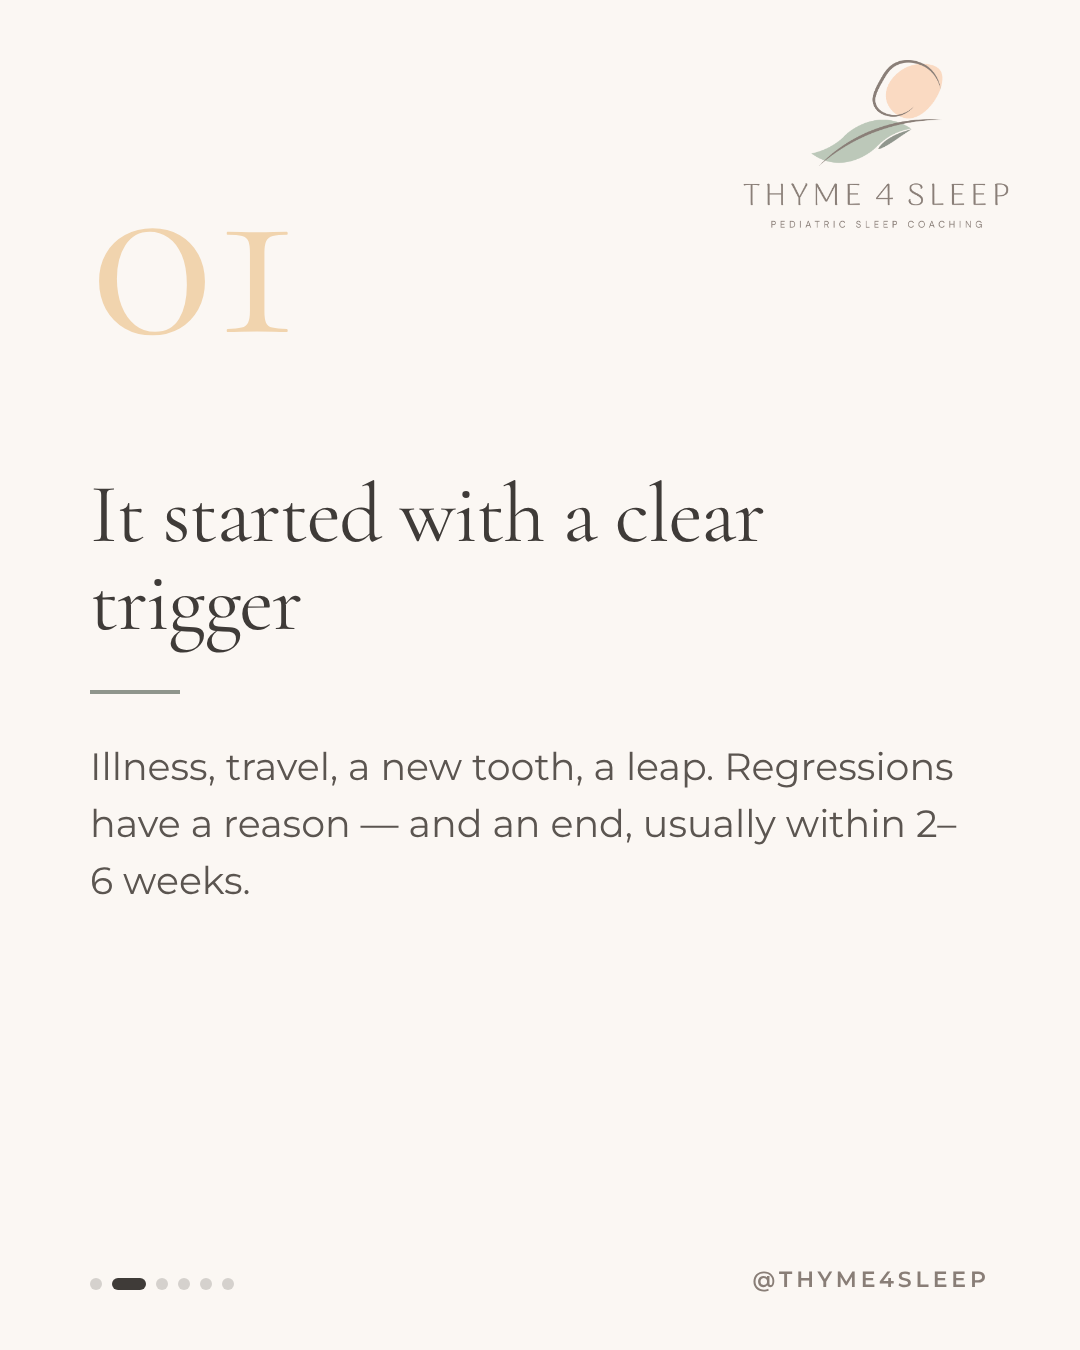 THYME 4 SLEEP
PEDIATRIC SLEEP COACHING
01
It started with a clear
trigger
Illness, travel, a new tooth, a leap. Regressions
have a reason — and an end, usually within 2–
6 weeks.
@THYME4SLEEP